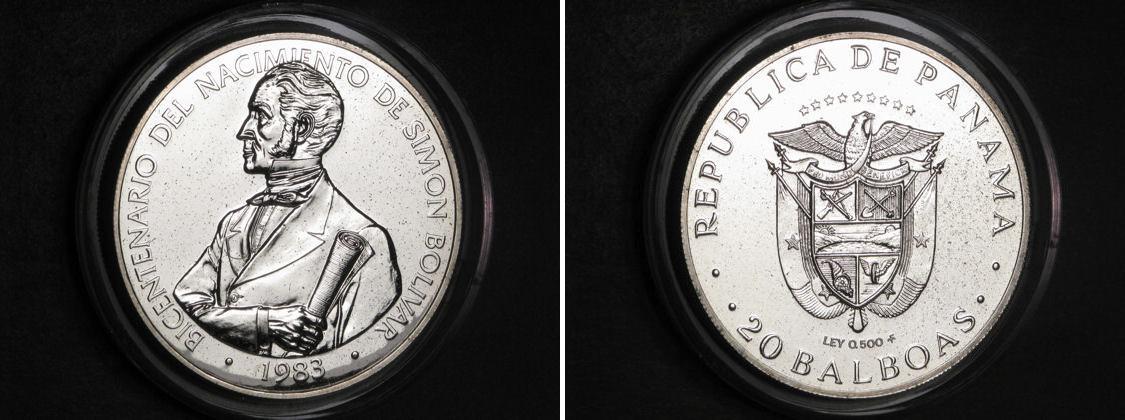 BICENTENARIO DEL NACIMIENTO DE SIMON BOLIVAR
1983
REPUBLICA DE PANAMA
LEY 0.500
20 BALBOAS